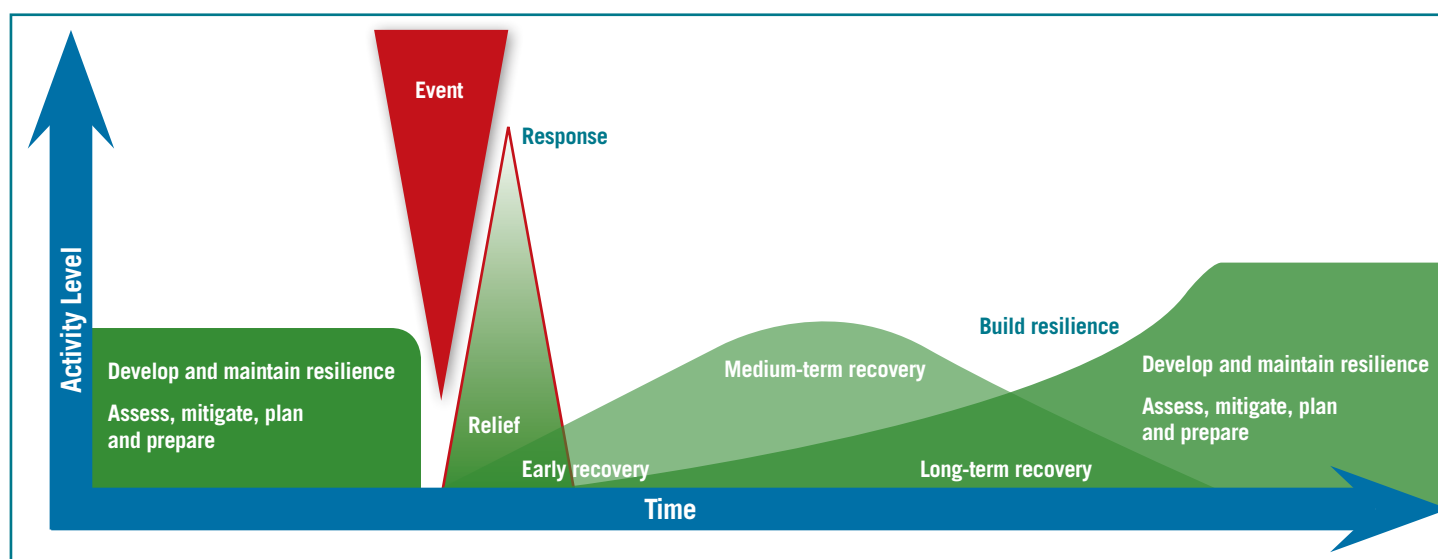 Event
Response
Activity Level
Build resilience
Develop and maintain resilience
Assess, mitigate, plan
and prepare
Medium-term recovery
Develop and maintain resilience
Assess, mitigate, plan
and prepare
Relief
Early recovery
Long-term recovery
Time